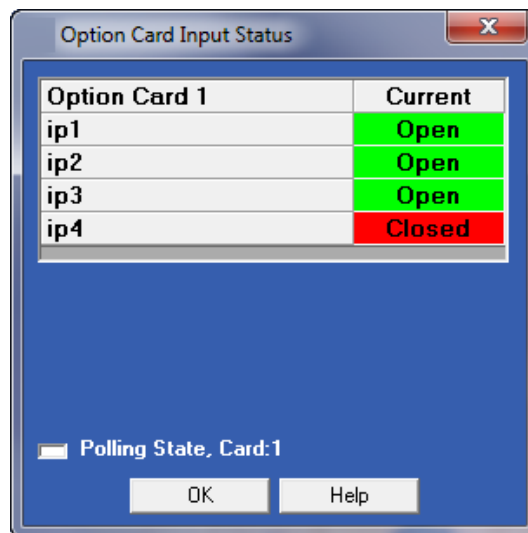 Option Card Input Status
Option Card 1 Current
ip1 Open
ip2 Open
ip3 Open
ip4 Closed
Polling State, Card:1
OK Help